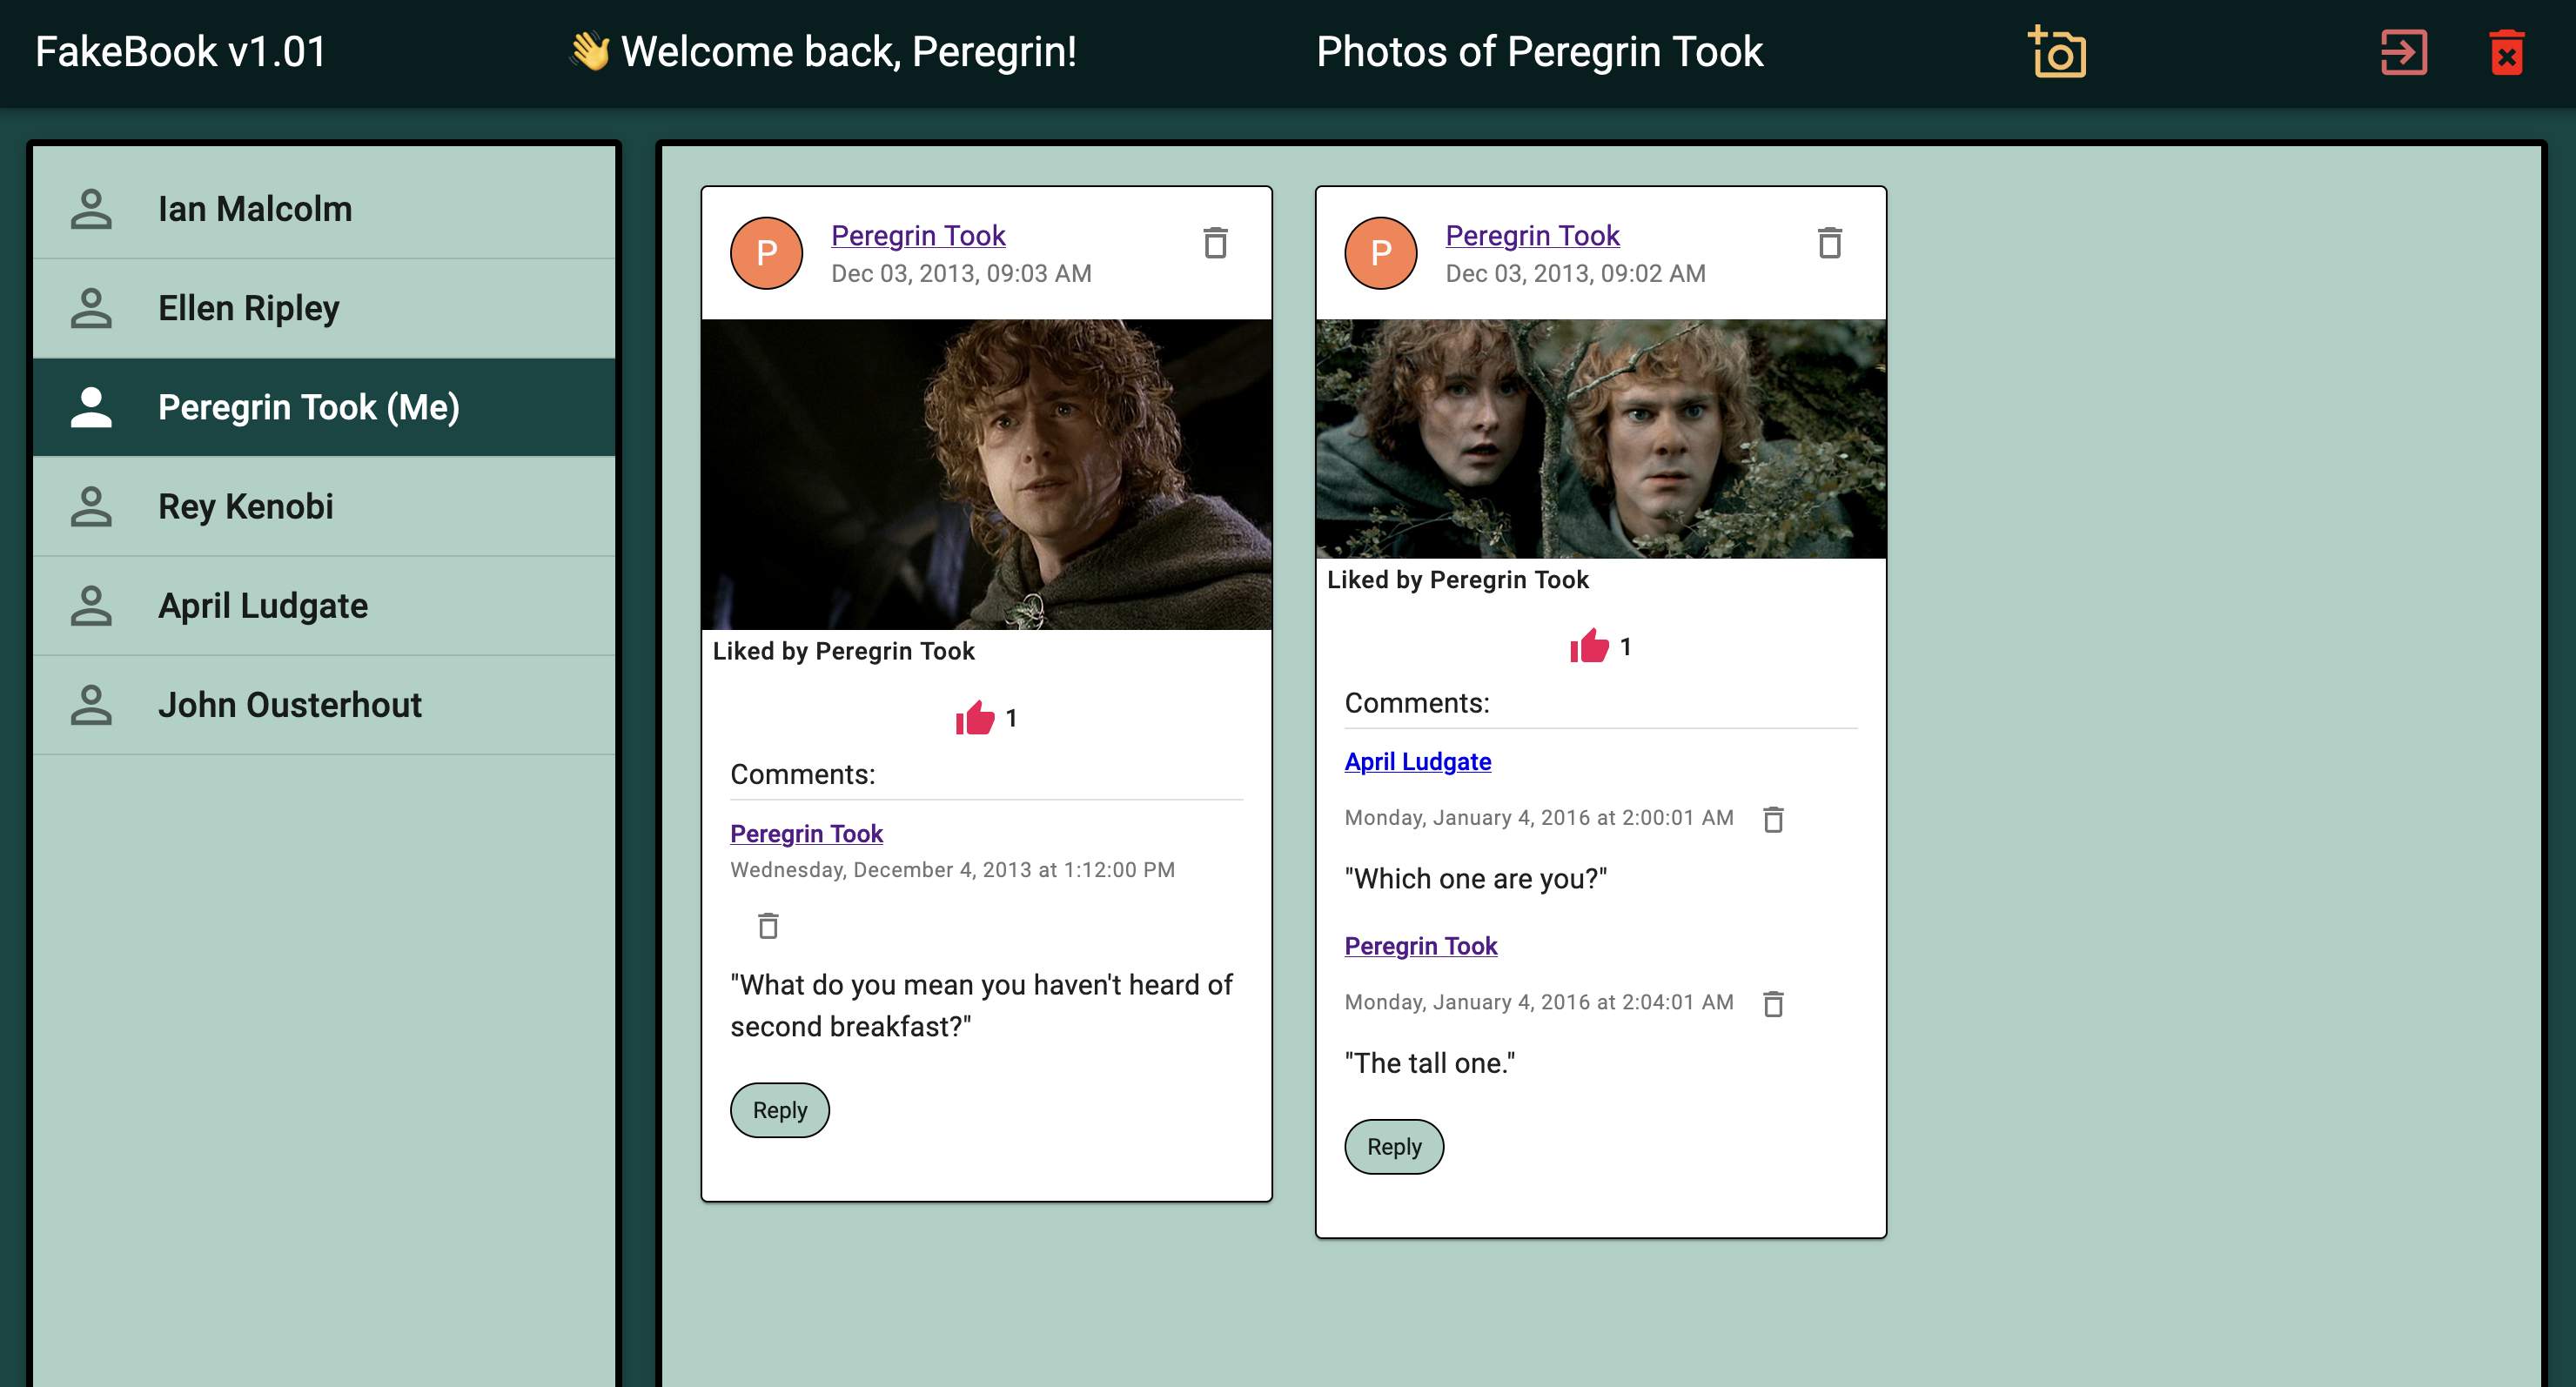 FakeBook v1.01
👋 Welcome back, Peregrin!
Photos of Peregrin Took
Ian Malcolm
Ellen Ripley
Peregrin Took (Me)
Rey Kenobi
April Ludgate
John Ousterhout
P
Peregrin Took
Dec 03, 2013, 09:03 AM
Liked by Peregrin Took
1
Comments:
Peregrin Took
Wednesday, December 4, 2013 at 1:12:00 PM
"What do you mean you haven't heard of
second breakfast?"
Reply
P
Peregrin Took
Dec 03, 2013, 09:02 AM
Liked by Peregrin Took
1
Comments:
April Ludgate
Monday, January 4, 2016 at 2:00:01 AM
"Which one are you?"
Peregrin Took
Monday, January 4, 2016 at 2:04:01 AM
"The tall one."
Reply